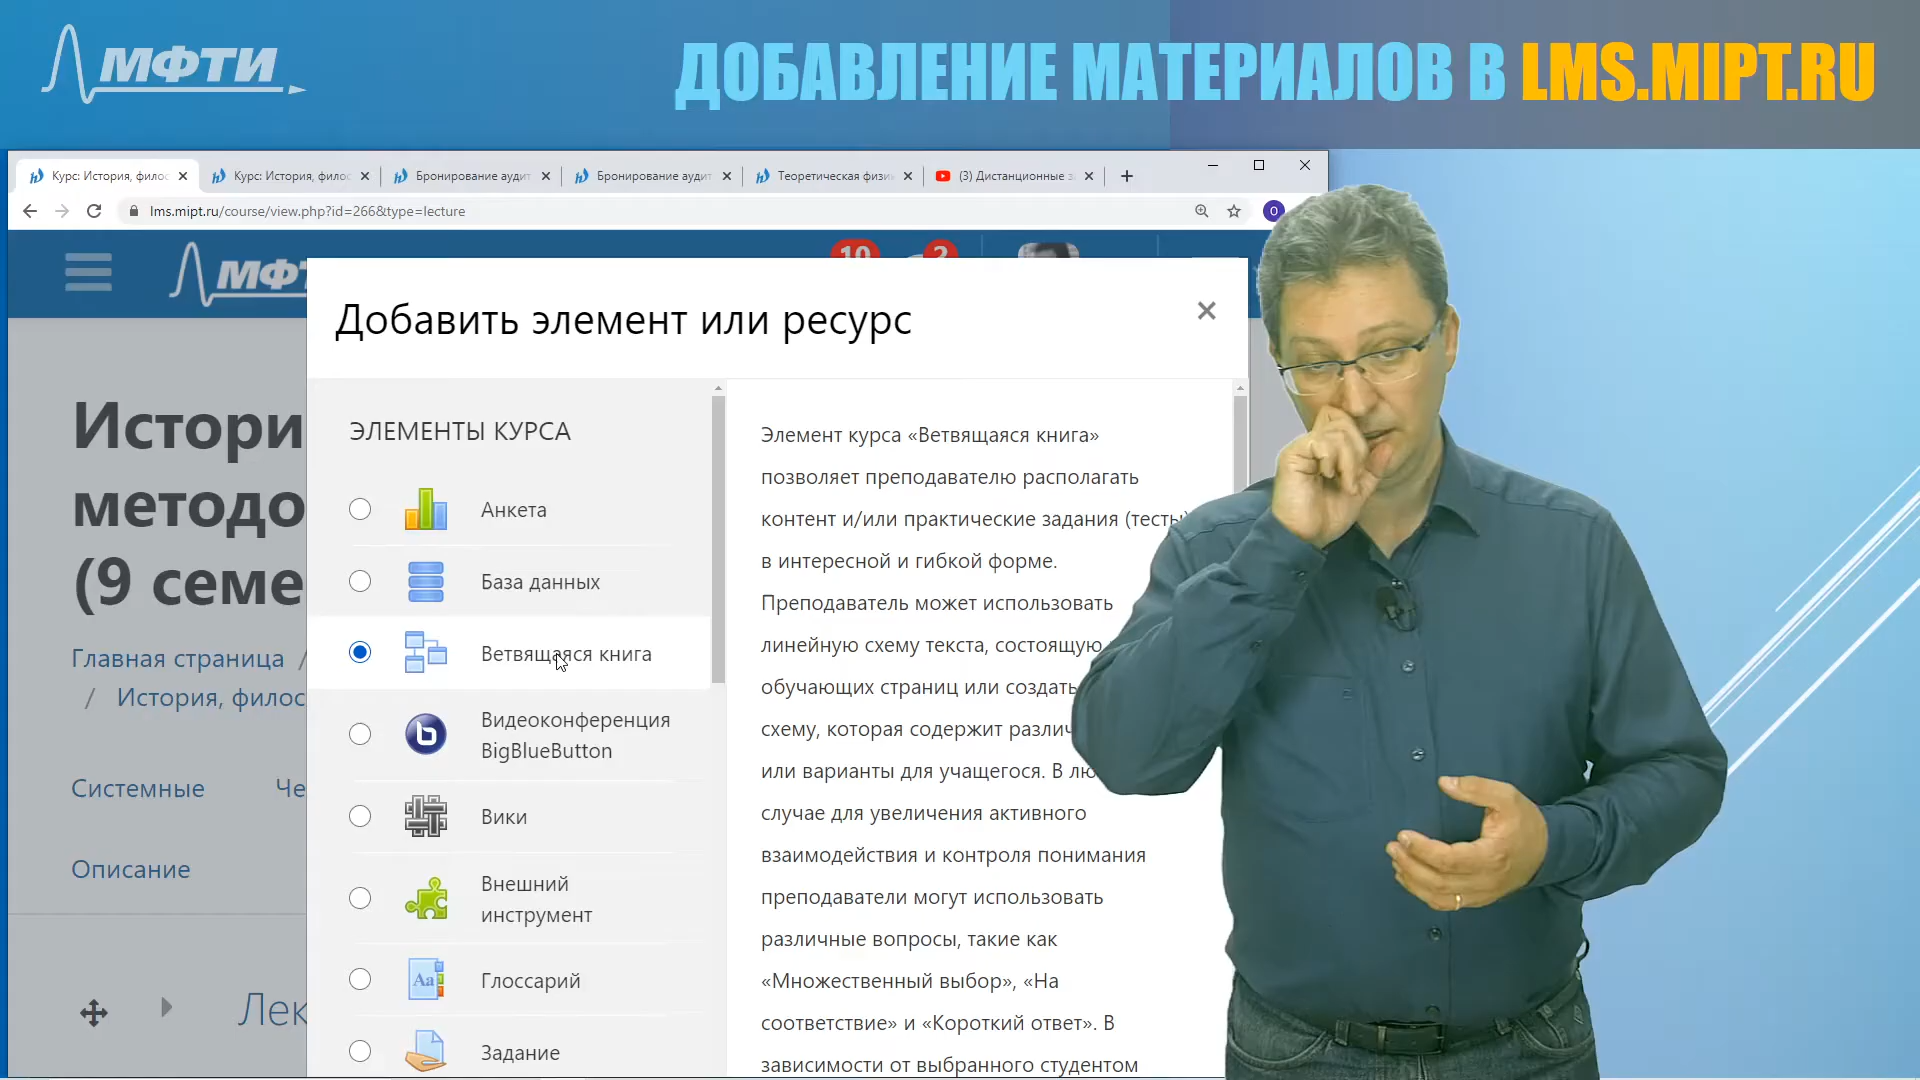 МФТИ
ДОБАВЛЕНИЕ МАТЕРИАЛОВ В LMS.MIPT.RU
Курс: История, филос
Курс: История, филос
Бронирование аудит
Бронирование аудит
Теоретическая физи
(3) Дистанционные з
lms.mipt.ru/course/view.php?id=266&type=lecture
O
10
2
МФТ
Добавить элемент или ресурс
Истори
методо
(9 семе
Главная страница /
/ История, филос
Системные
Че
Описание
Лек
ЭЛЕМЕНТЫ КУРСА
Анкета
База данных
Ветвящаяся книга
Видеоконференция
BigBlueButton
Вики
Внешний
инструмент
Aa
Глоссарий
Задание
Элемент курса «Ветвящаяся книга»
позволяет преподавателю располагать
контент и/или практические задания (тесты)
в интересной и гибкой форме.
Преподаватель может использовать
линейную схему текста, состоящую
обучающих страниц или создать
схему, которая содержит различ
или варианты для учащегося. В лю
случае для увеличения активного
взаимодействия и контроля понимания
преподаватели могут использовать
различные вопросы, такие как
«Множественный выбор», «На
соответствие» и «Короткий ответ». В
зависимости от выбранного студентом